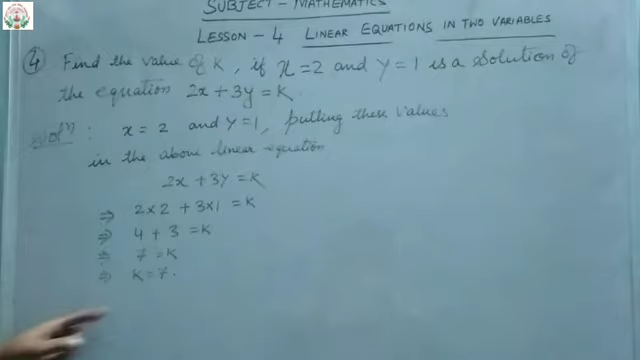 SUBJECT - MATHEMATICS
LESSON - 4 LINEAR EQUATIONS IN TWO VARIABLES
④ Find the value of K, if x = 2 and y = 1 is a solution of
the equation 2x + 3y = K
Solⁿ : x = 2 and y = 1, putting these values
in the above linear equation
2x + 3y = K
⇒ 2×2 + 3×1 = K
⇒ 4 + 3 = K
⇒ 7 = K
⇒ K = 7.